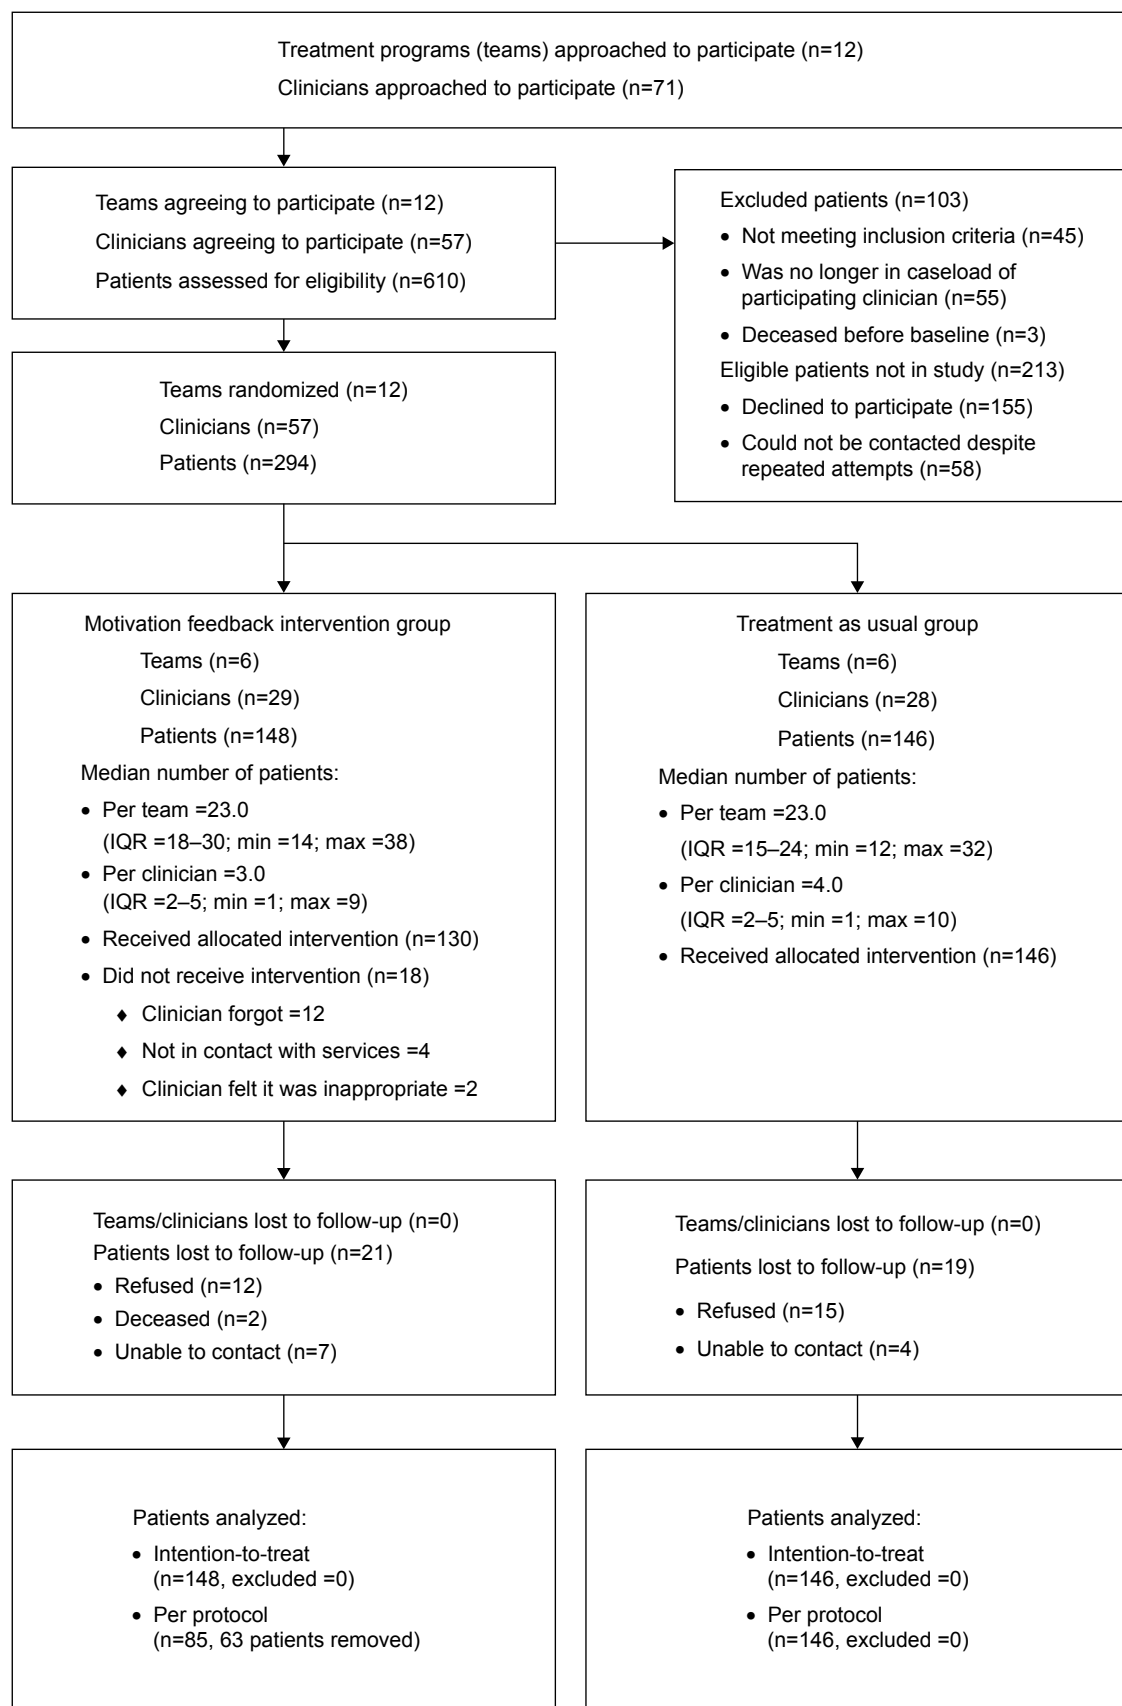 Treatment programs (teams) approached to participate (n=12)
Clinicians approached to participate (n=71)
Teams agreeing to participate (n=12)
Clinicians agreeing to participate (n=57)
Patients assessed for eligibility (n=610)
Excluded patients (n=103)
• Not meeting inclusion criteria (n=45)
• Was no longer in caseload of
participating clinician (n=55)
• Deceased before baseline (n=3)
Eligible patients not in study (n=213)
• Declined to participate (n=155)
• Could not be contacted despite
repeated attempts (n=58)
Teams randomized (n=12)
Clinicians (n=57)
Patients (n=294)
Motivation feedback intervention group
Teams (n=6)
Clinicians (n=29)
Patients (n=148)
Median number of patients:
• Per team =23.0
(IQR =18–30; min =14; max =38)
• Per clinician =3.0
(IQR =2–5; min =1; max =9)
• Received allocated intervention (n=130)
• Did not receive intervention (n=18)
♦ Clinician forgot =12
♦ Not in contact with services =4
♦ Clinician felt it was inappropriate =2
Treatment as usual group
Teams (n=6)
Clinicians (n=28)
Patients (n=146)
Median number of patients:
• Per team =23.0
(IQR =15–24; min =12; max =32)
• Per clinician =4.0
(IQR =2–5; min =1; max =10)
• Received allocated intervention (n=146)
Teams/clinicians lost to follow-up (n=0)
Patients lost to follow-up (n=21)
• Refused (n=12)
• Deceased (n=2)
• Unable to contact (n=7)
Teams/clinicians lost to follow-up (n=0)
Patients lost to follow-up (n=19)
• Refused (n=15)
• Unable to contact (n=4)
Patients analyzed:
• Intention-to-treat
(n=148, excluded =0)
• Per protocol
(n=85, 63 patients removed)
Patients analyzed:
• Intention-to-treat
(n=146, excluded =0)
• Per protocol
(n=146, excluded =0)